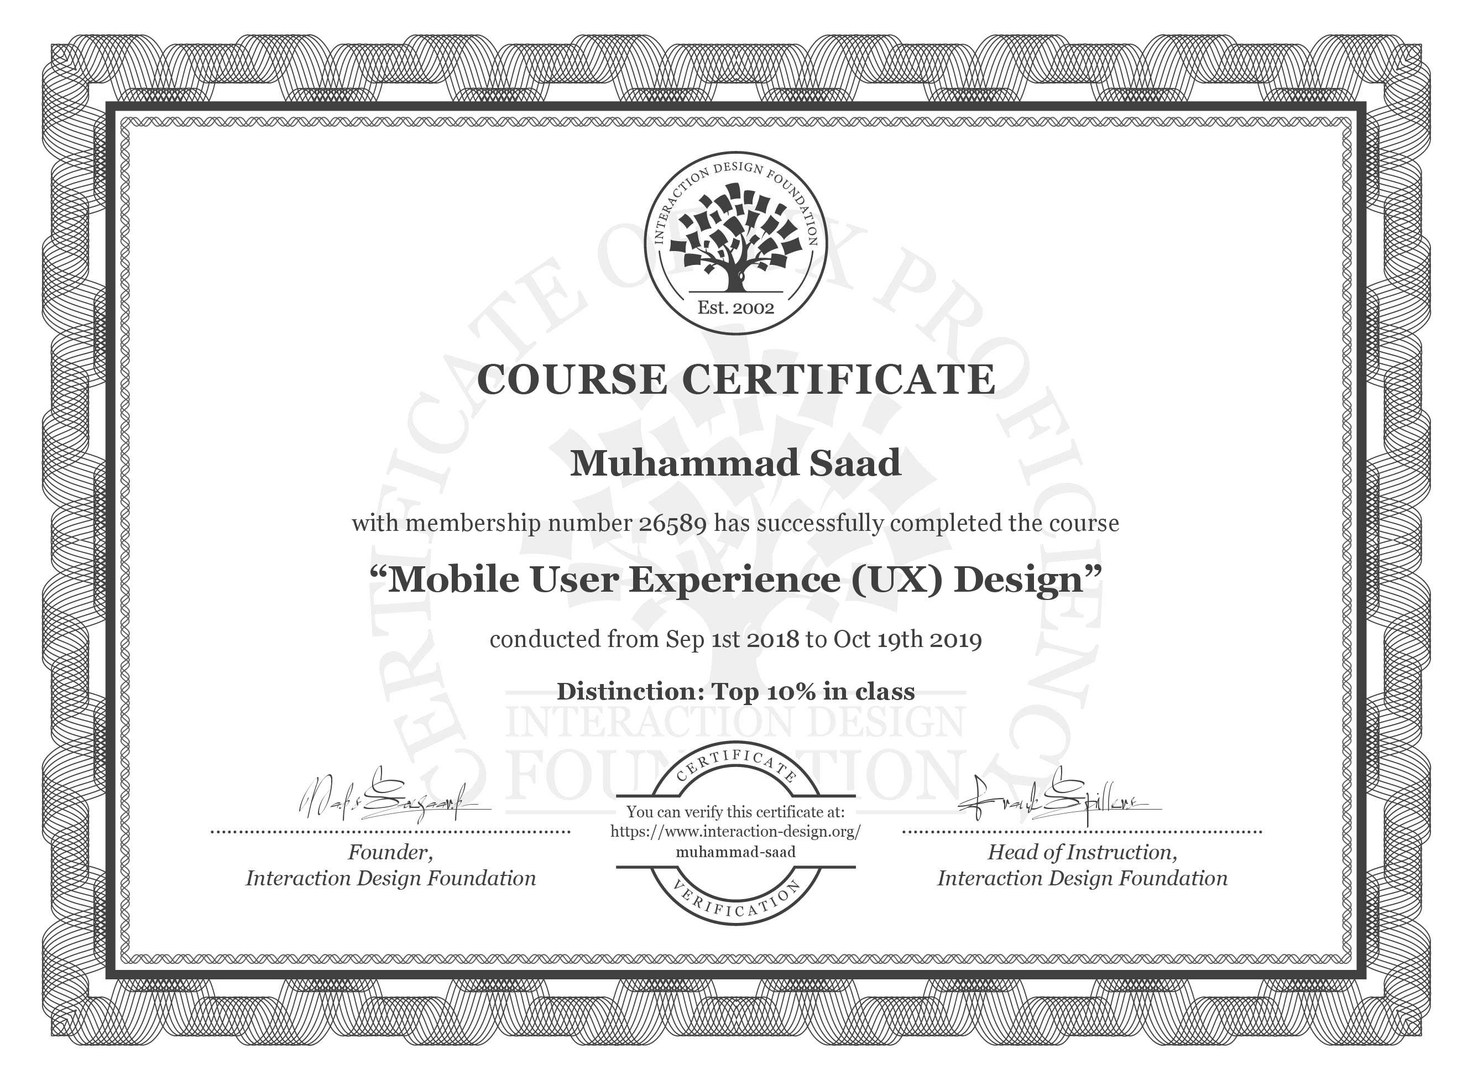 INTERACTION DESIGN FOUNDATION
Est. 2002
CERTIFICATE OF UX PROFICIENCY
COURSE CERTIFICATE
Muhammad Saad
with membership number 26589 has successfully completed the course
“Mobile User Experience (UX) Design”
conducted from Sep 1st 2018 to Oct 19th 2019
Distinction: Top 10% in class
INTERACTION DESIGN
FOUNDATION
CERTIFICATE
You can verify this certificate at:
https://www.interaction-design.org/
muhammad-saad
VERIFICATION
Founder,
Interaction Design Foundation
Frank Spillers
Head of Instruction,
Interaction Design Foundation